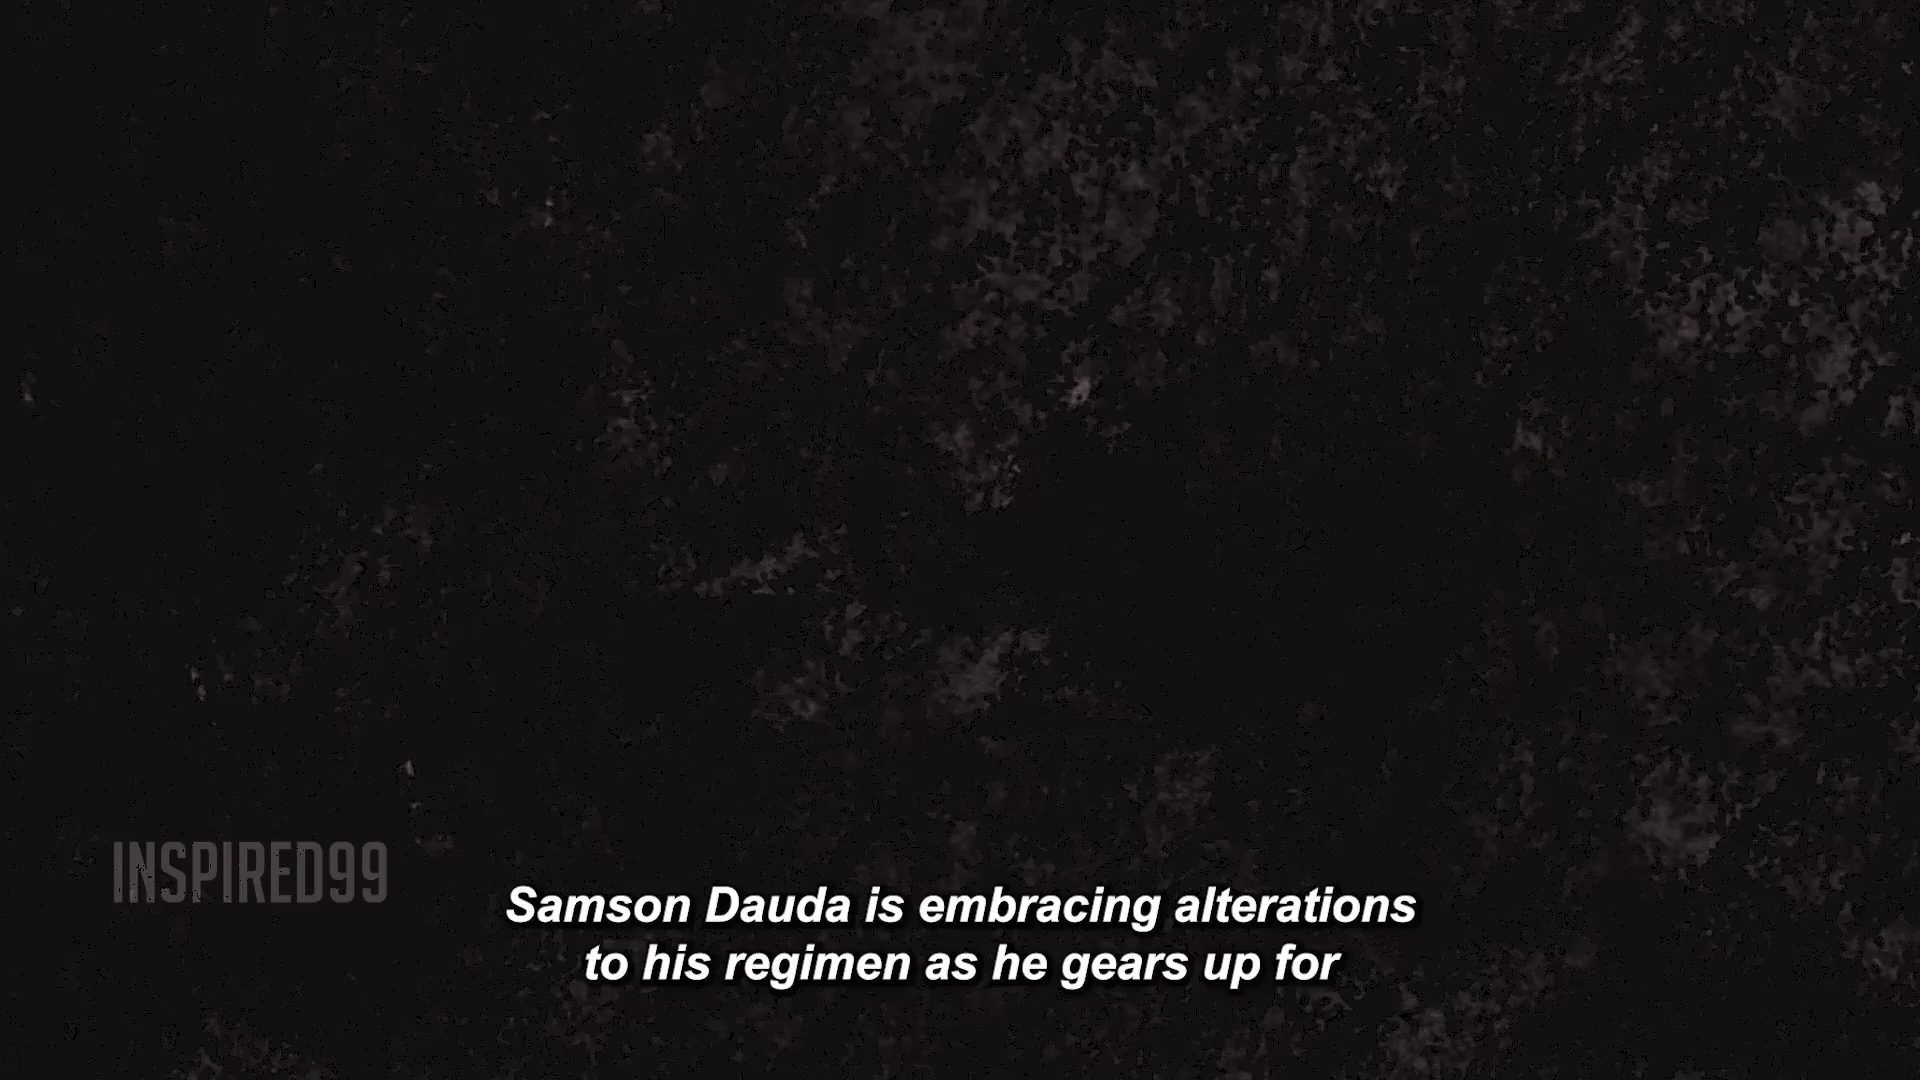 INSPIRED99
Samson Dauda is embracing alterations
to his regimen as he gears up for